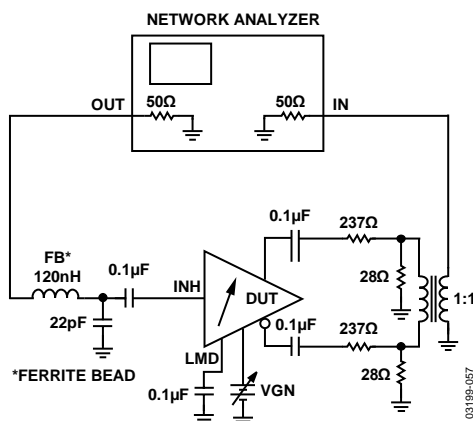 NETWORK ANALYZER
OUT
50Ω
50Ω
IN
0.1µF
237Ω
FB*
120nH
0.1µF
INH
DUT
28Ω
1:1
22pF
0.1µF
237Ω
LMD
*FERRITE BEAD
0.1µF
VGN
28Ω
03199-057